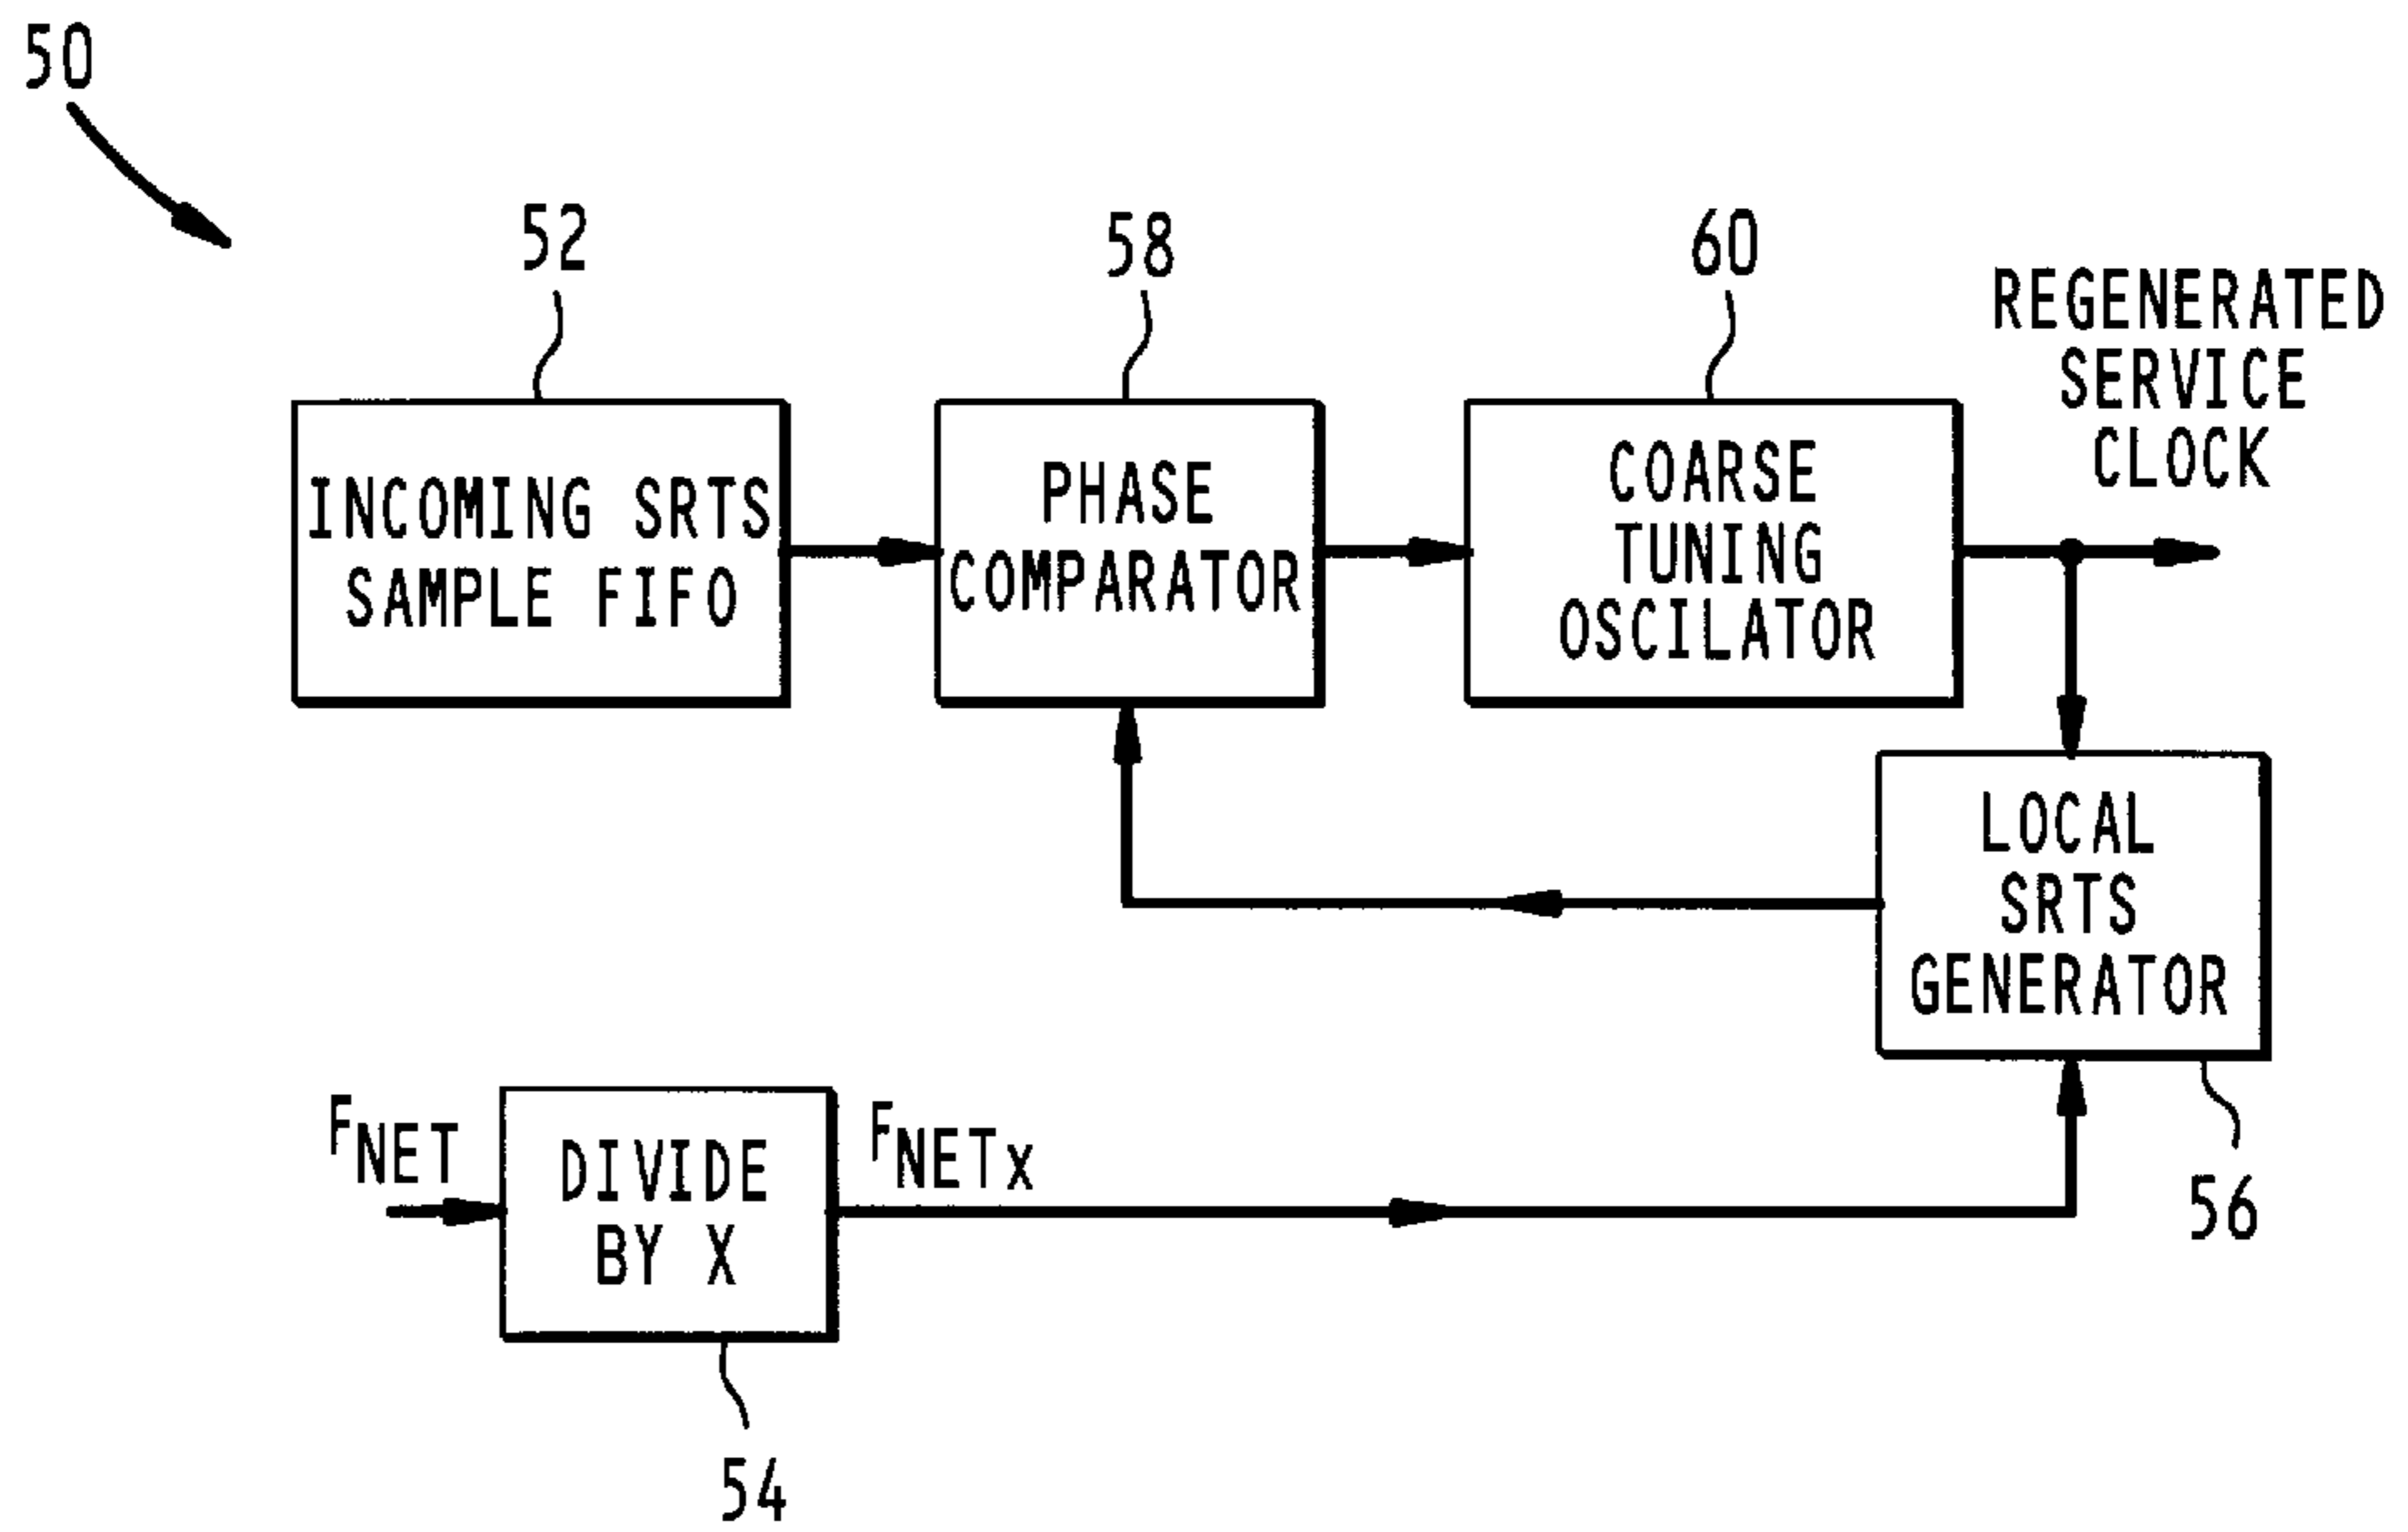 50
52
58
60
REGENERATED
SERVICE
CLOCK
INCOMING SRTS
SAMPLE FIFO
PHASE
COMPARATOR
COARSE
TUNING
OSCILATOR
LOCAL
SRTS
GENERATOR
56
FNET
DIVIDE
BY X
FNETX
54